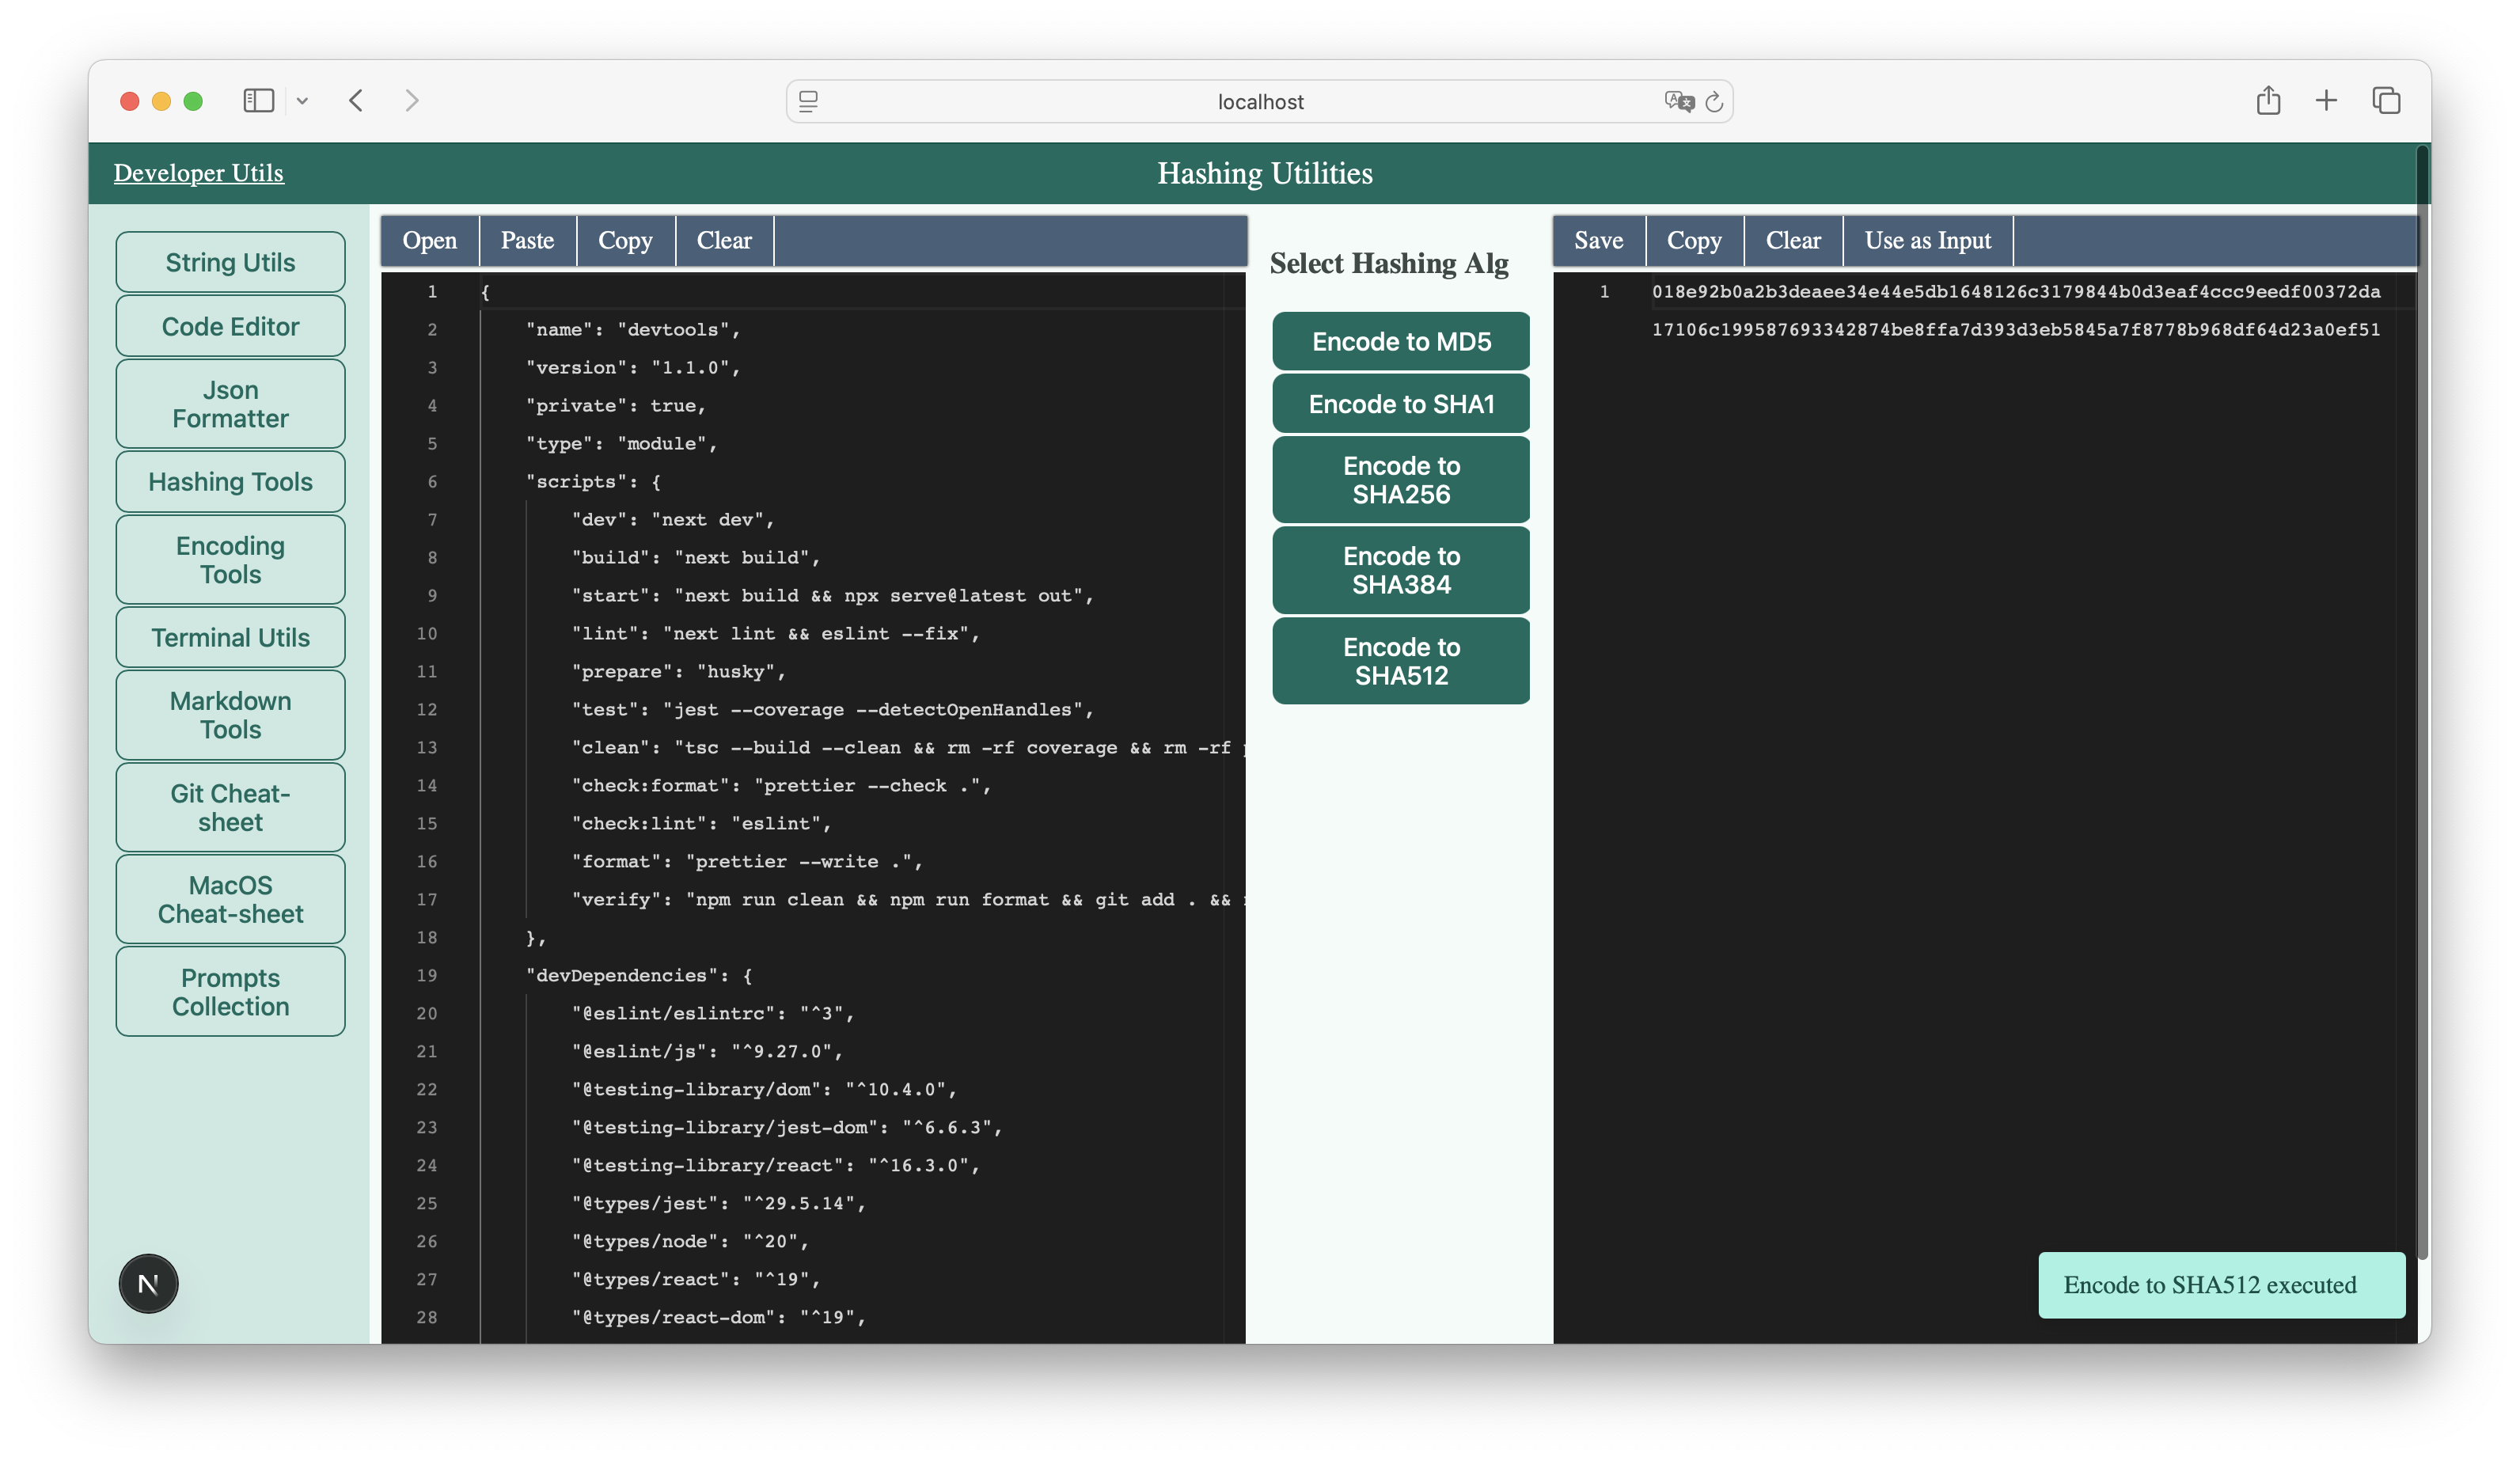 localhost
Developer Utils
Hashing Utilities
String Utils
Code Editor
Json
Formatter
Hashing Tools
Encoding
Tools
Terminal Utils
Markdown
Tools
Git Cheat-
sheet
MacOS
Cheat-sheet
Prompts
Collection
N
Open Paste Copy Clear
1 {
2 "name": "devtools",
3 "version": "1.1.0",
4 "private": true,
5 "type": "module",
6 "scripts": {
7 "dev": "next dev",
8 "build": "next build",
9 "start": "next build && npx serve@latest out",
10 "lint": "next lint && eslint --fix",
11 "prepare": "husky",
12 "test": "jest --coverage --detectOpenHandles",
13 "clean": "tsc --build --clean && rm -rf coverage && rm -rf
14 "check:format": "prettier --check .",
15 "check:lint": "eslint",
16 "format": "prettier --write .",
17 "verify": "npm run clean && npm run format && git add . &&
18 },
19 "devDependencies": {
20 "@eslint/eslintrc": "^3",
21 "@eslint/js": "^9.27.0",
22 "@testing-library/dom": "^10.4.0",
23 "@testing-library/jest-dom": "^6.6.3",
24 "@testing-library/react": "^16.3.0",
25 "@types/jest": "^29.5.14",
26 "@types/node": "^20",
27 "@types/react": "^19",
28 "@types/react-dom": "^19",
Select Hashing Alg
Encode to MD5
Encode to SHA1
Encode to
SHA256
Encode to
SHA384
Encode to
SHA512
Save Copy Clear Use as Input
1 018e92b0a2b3deaee34e44e5db1648126c3179844b0d3eaf4ccc9eedf00372da
17106c199587693342874be8ffa7d393d3eb5845a7f8778b968df64d23a0ef51
Encode to SHA512 executed